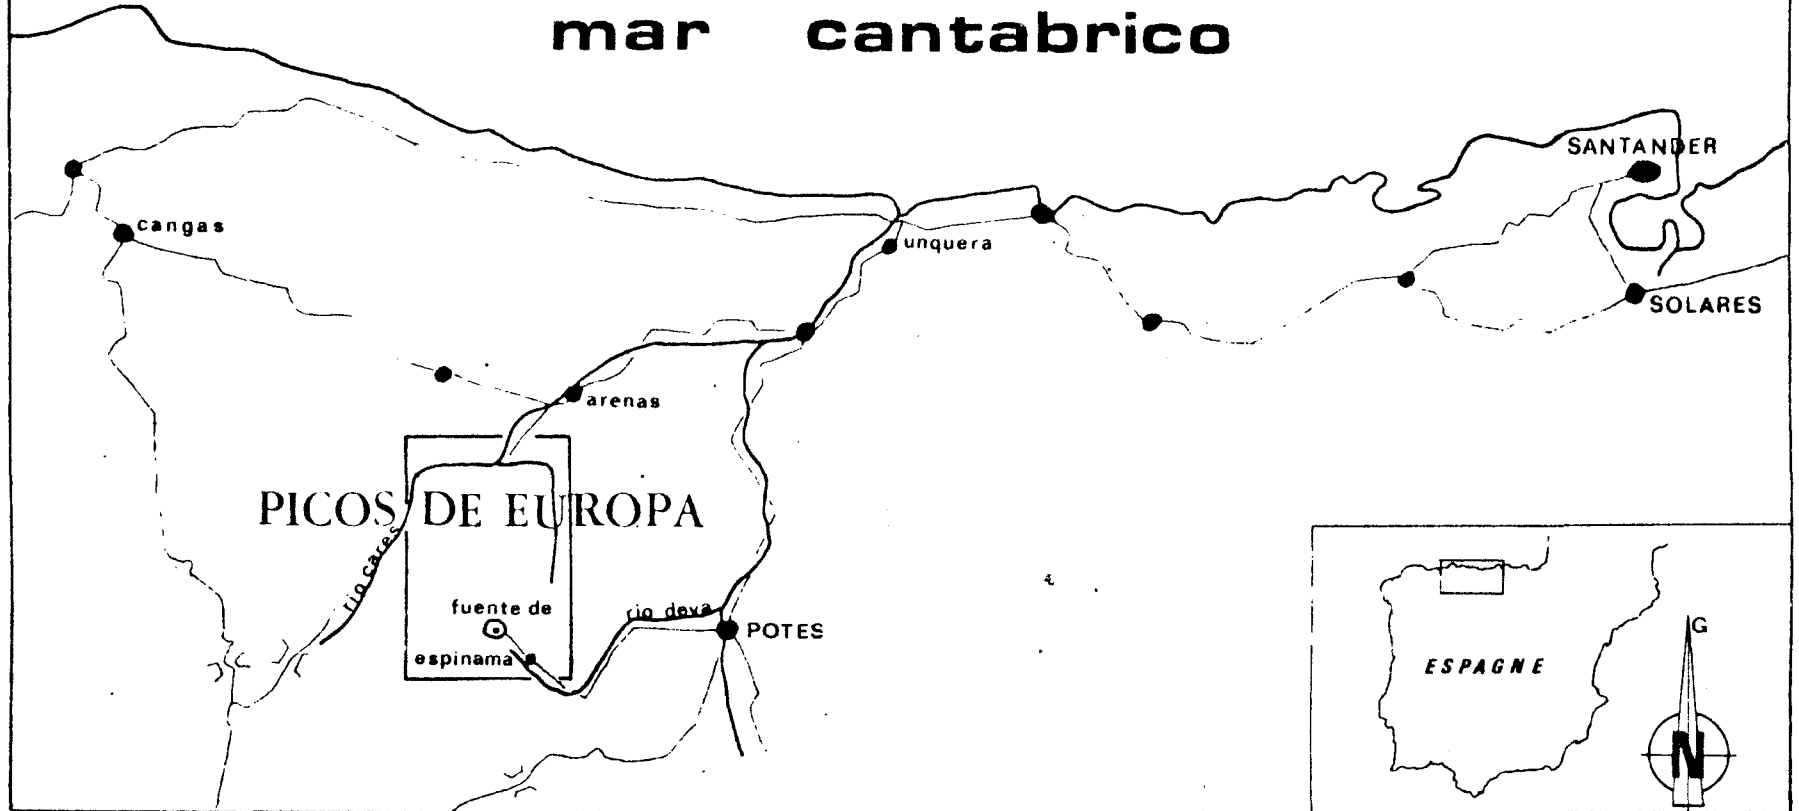 mar cantabrico
SANTANDER
cangas
unquera
SOLARES
arenas
PICOS DE EUROPA
rio cares
fuente de
rio deva
POTES
espinama
ESPAGNE
G
N